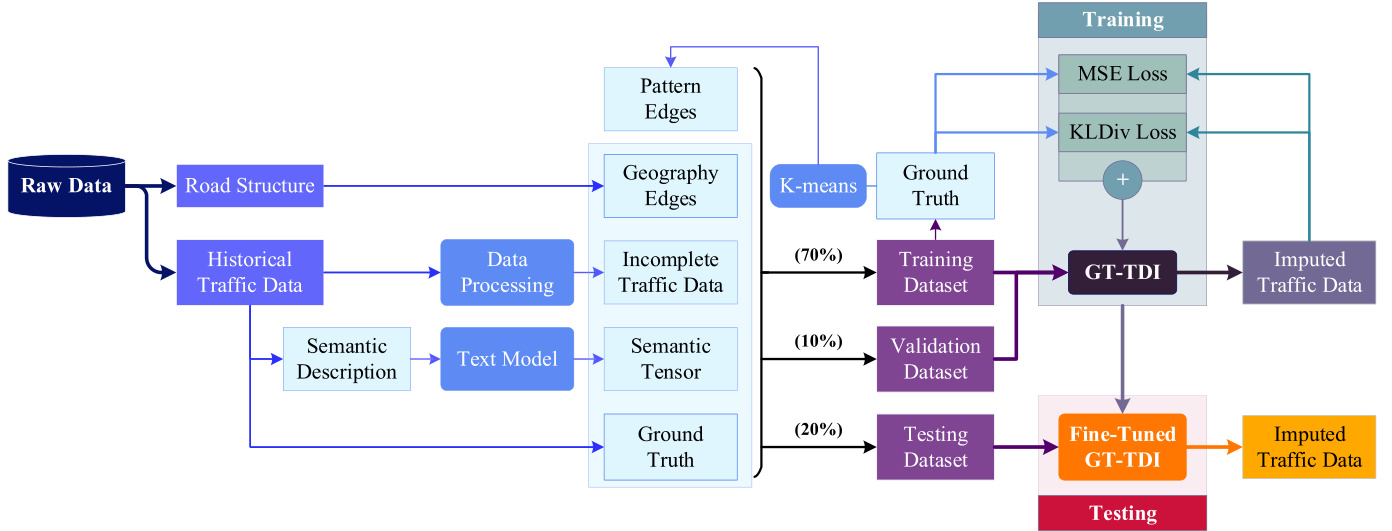 Training
MSE Loss
KLDiv Loss
+
Pattern
Edges
Raw Data
Road Structure
Geography
Edges
K-means
Ground
Truth
Historical
Traffic Data
Data
Processing
Incomplete
Traffic Data
(70%)
Training
Dataset
GT-TDI
Imputed
Traffic Data
Semantic
Description
Text Model
Semantic
Tensor
(10%)
Validation
Dataset
Ground
Truth
(20%)
Testing
Dataset
Fine-Tuned
GT-TDI
Imputed
Traffic Data
Testing